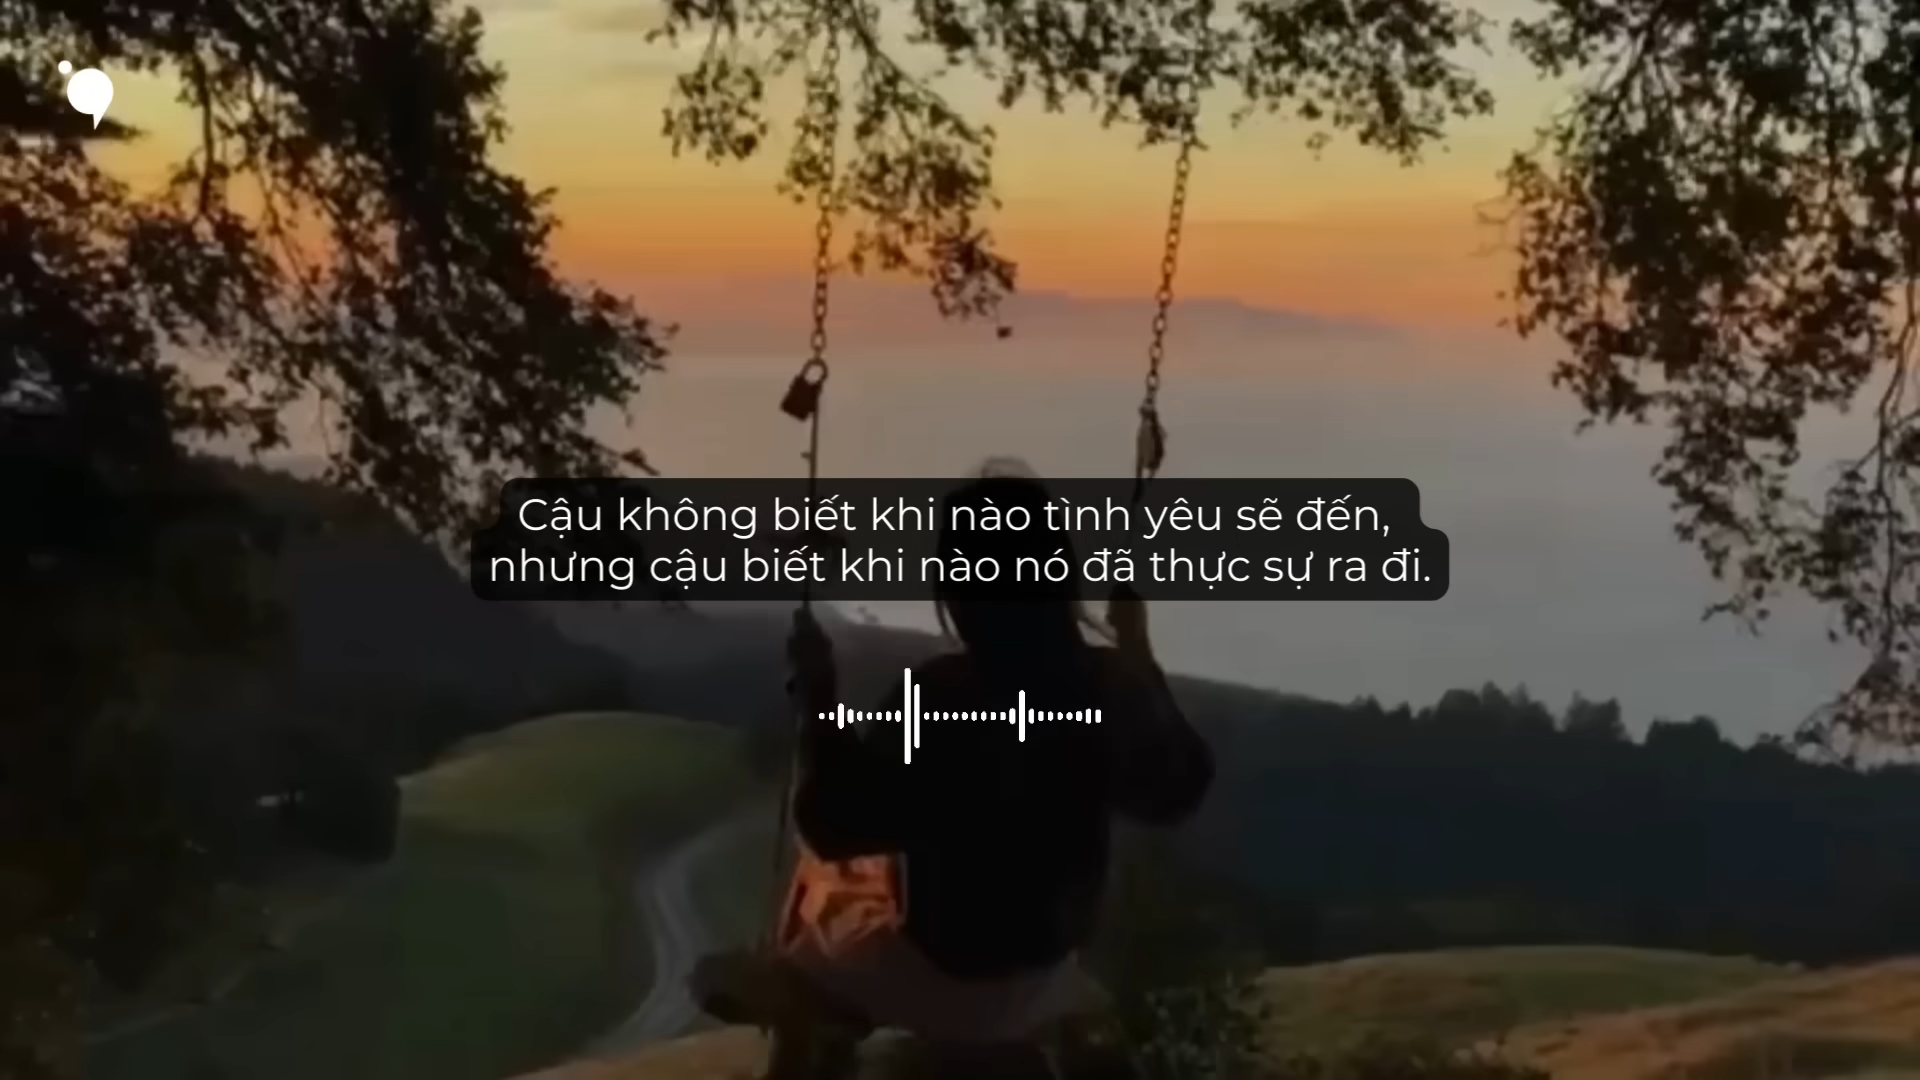 Cậu không biết khi nào tình yêu sẽ đến,
nhưng cậu biết khi nào nó đã thực sự ra đi.